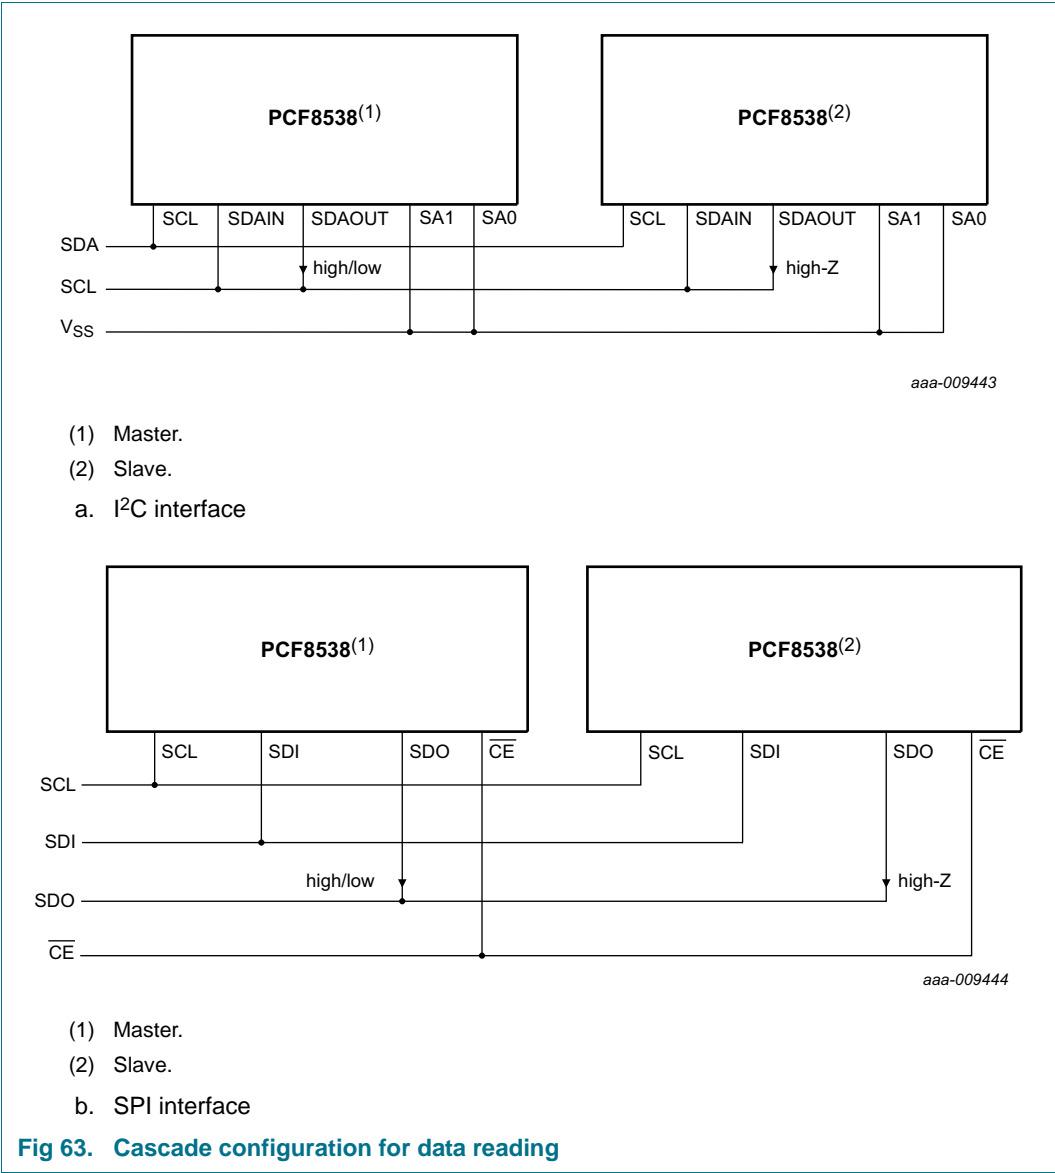 PCF8538(1) PCF8538(2)
SCL SDAIN SDAOUT SA1 SA0 SCL SDAIN SDAOUT SA1 SA0
SDA
high/low high-Z
SCL
VSS
aaa-009443
(1) Master.
(2) Slave.
a. I2C interface
PCF8538(1) PCF8538(2)
SCL SDI SDO CE SCL SDI SDO CE
SCL
SDI
high/low high-Z
SDO
CE
aaa-009444
(1) Master.
(2) Slave.
b. SPI interface
Fig 63. Cascade configuration for data reading